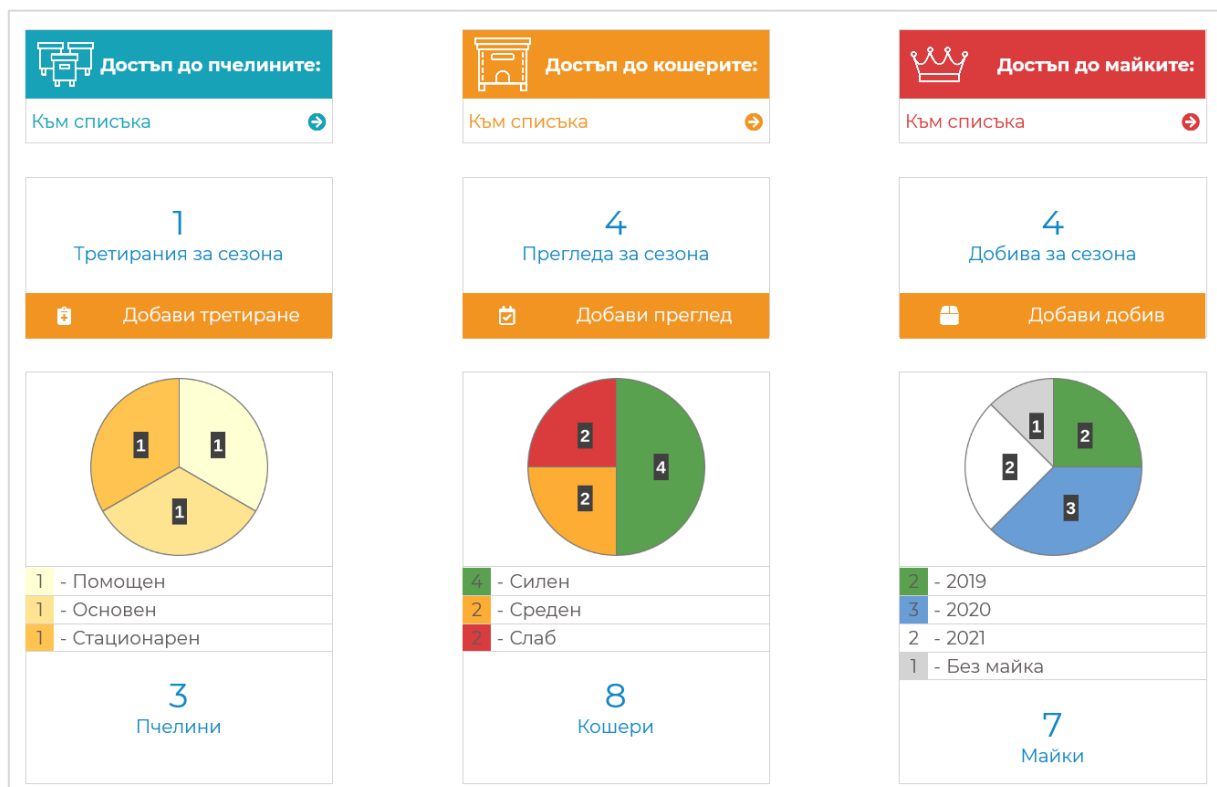 Достъп до пчелините:
Към списъка
Достъп до кошерите:
Към списъка
Достъп до майките:
Към списъка
1
Третирания за сезона
Добави третиране
4
Прегледа за сезона
Добави преглед
4
Добива за сезона
Добави добив
1
1
1
1 - Помощен
1 - Основен
1 - Стационарен
3
Пчелини
2
4
2
4 - Силен
2 - Среден
2 - Слаб
8
Кошери
1
2
2
3
2 - 2019
3 - 2020
2 - 2021
1 - Без майка
7
Майки